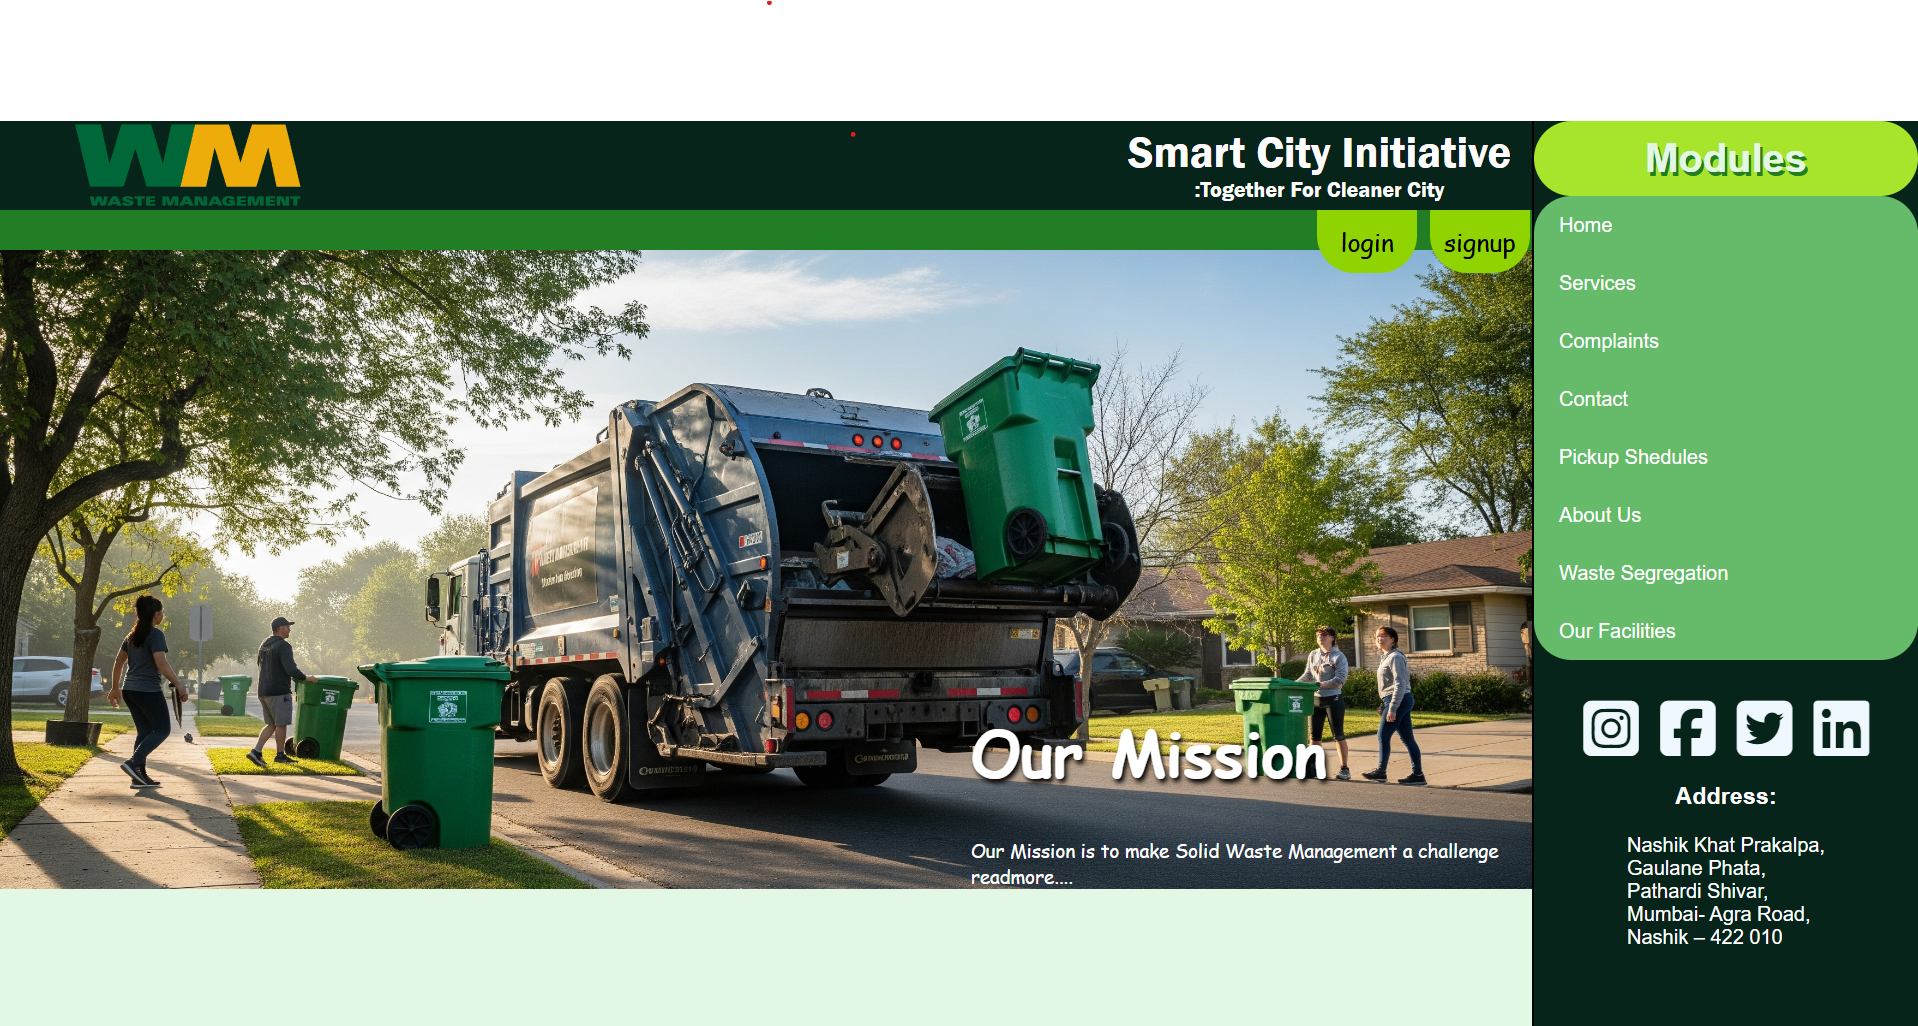 WM
WASTE MANAGEMENT
Smart City Initiative
:Together For Cleaner City
login
signup
Our Mission
Our Mission is to make Solid Waste Management a challenge
readmore....
Modules
Home
Services
Complaints
Contact
Pickup Shedules
About Us
Waste Segregation
Our Facilities
Address:
Nashik Khat Prakalpa,
Gaulane Phata,
Pathardi Shivar,
Mumbai- Agra Road,
Nashik – 422 010